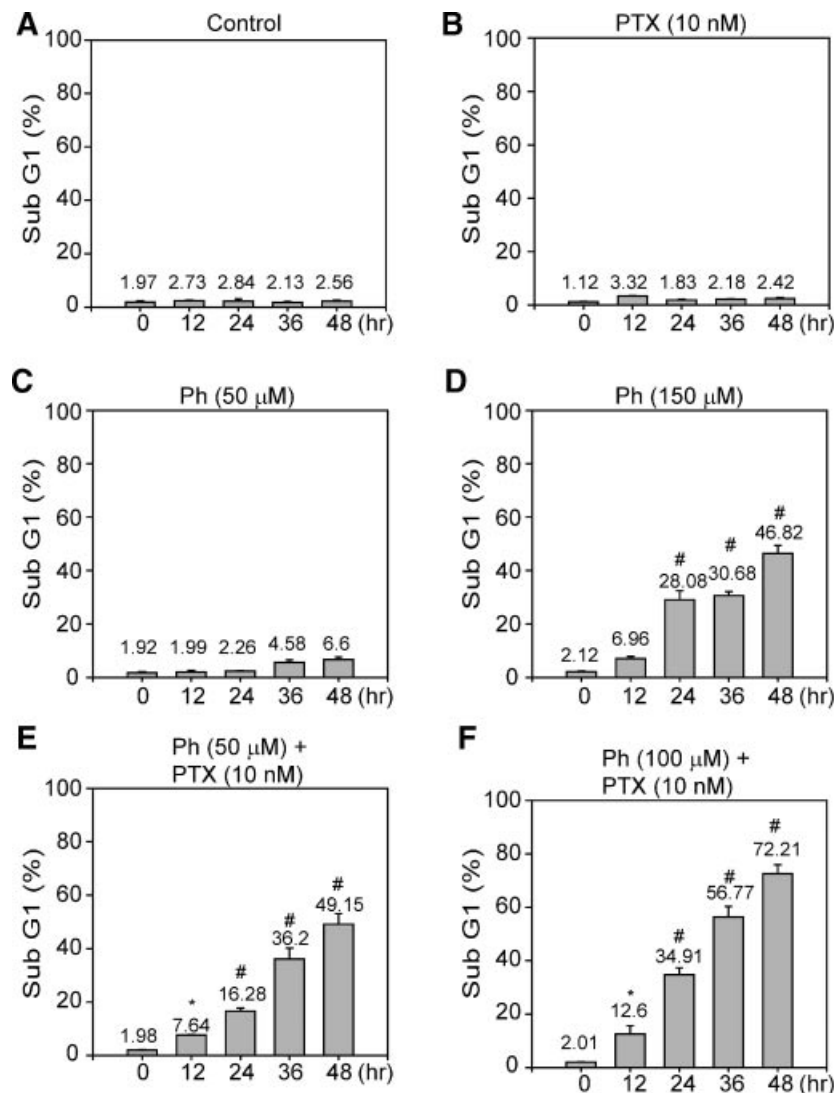 A
Control
Sub G1 (%)
100
80
60
40
20
0
1.97 2.73 2.84 2.13 2.56
0 12 24 36 48 (hr)
B
PTX (10 nM)
Sub G1 (%)
100
80
60
40
20
0
1.12 3.32 1.83 2.18 2.42
0 12 24 36 48 (hr)
C
Ph (50 μM)
Sub G1 (%)
100
80
60
40
20
0
1.92 1.99 2.26 4.58 6.6
0 12 24 36 48 (hr)
D
Ph (150 μM)
Sub G1 (%)
100
80
60
40
20
0
# # #
2.12 6.96 28.08 30.68 46.82
0 12 24 36 48 (hr)
E
Ph (50 μM) +
PTX (10 nM)
Sub G1 (%)
100
80
60
40
20
0
* # # #
1.98 7.64 16.28 36.2 49.15
0 12 24 36 48 (hr)
F
Ph (100 μM) +
PTX (10 nM)
Sub G1 (%)
100
80
60
40
20
0
* # # #
2.01 12.6 34.91 56.77 72.21
0 12 24 36 48 (hr)